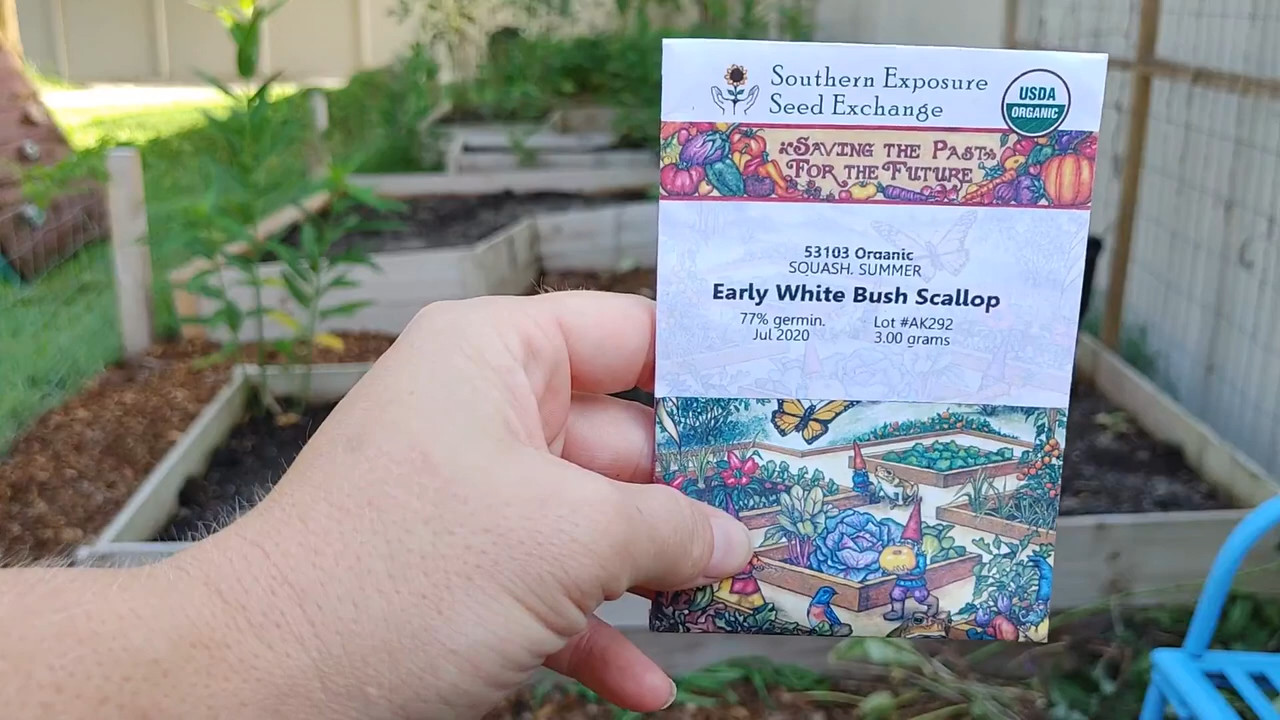 Southern Exposure
Seed Exchange
USDA
ORGANIC
SAVING THE PAST
FOR THE FUTURE
53103 Organic
SQUASH, SUMMER
Early White Bush Scallop
77% germin.
Jul 2020
Lot #AK292
3.00 grams